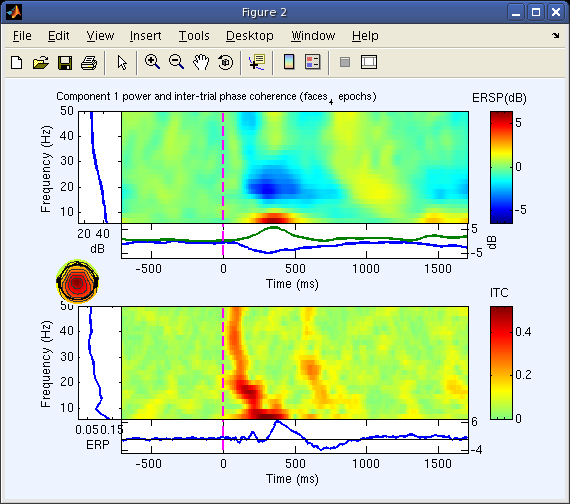 Figure 2
File Edit View Insert Tools Desktop Window Help
Component 1 power and inter-trial phase coherence (faces, epochs)
ERSP(dB)
50
40
30
20
10
Frequency (Hz)
5
0
-5
20 40
dB
5
-5
dB
-500 0 500 1000 1500
Time (ms)
ITC
50
40
30
20
10
Frequency (Hz)
0.4
0.2
0
0.05 0.15
ERP
6
-4
-500 0 500 1000 1500
Time (ms)